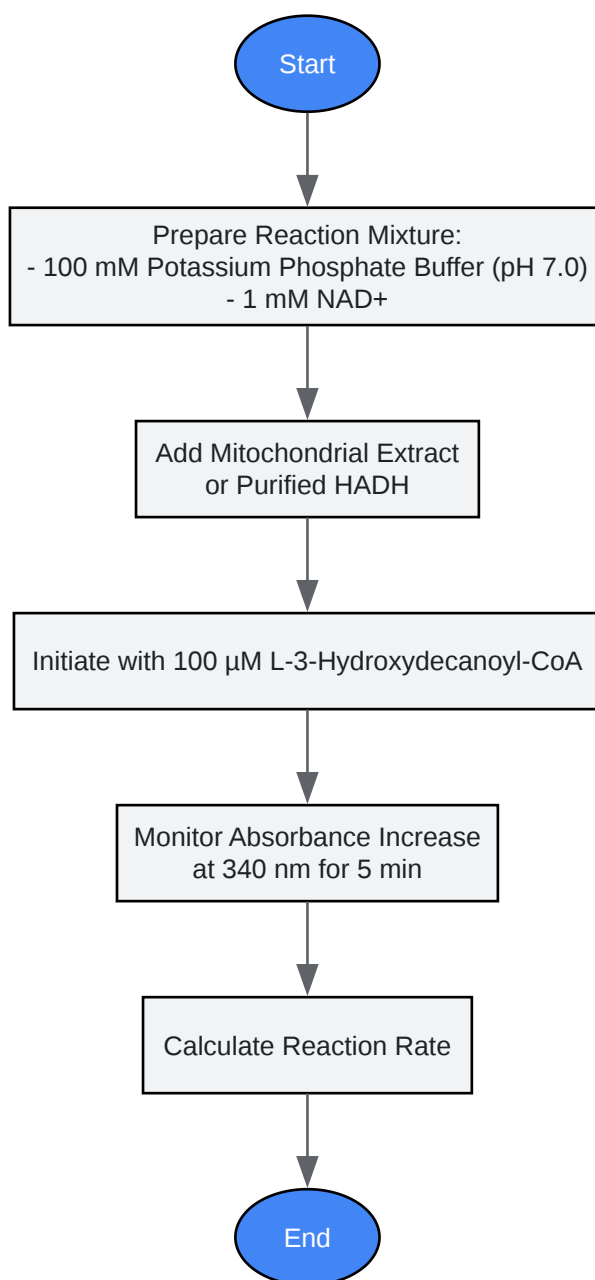 Start
Prepare Reaction Mixture:
- 100 mM Potassium Phosphate Buffer (pH 7.0)
- 1 mM NAD+
Add Mitochondrial Extract
or Purified HADH
Initiate with 100 µM L-3-Hydroxydecanoyl-CoA
Monitor Absorbance Increase
at 340 nm for 5 min
Calculate Reaction Rate
End